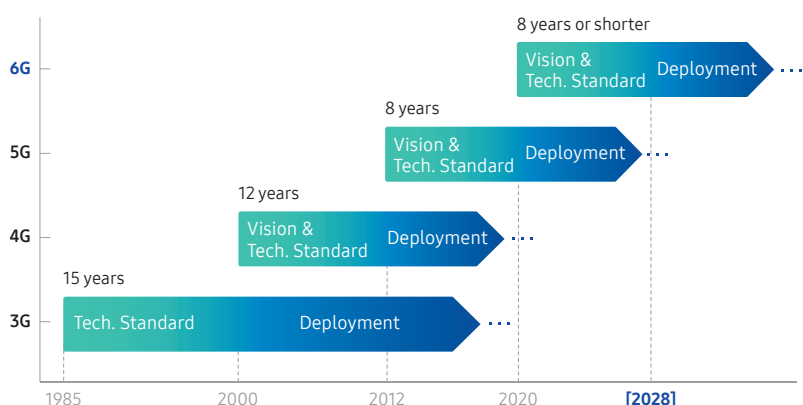 8 years or shorter
6G
Vision &
Tech. Standard
Deployment
8 years
5G
Vision &
Tech. Standard
Deployment
12 years
4G
Vision &
Tech. Standard
Deployment
15 years
3G
Tech. Standard
Deployment
1985
2000
2012
2020
[2028]